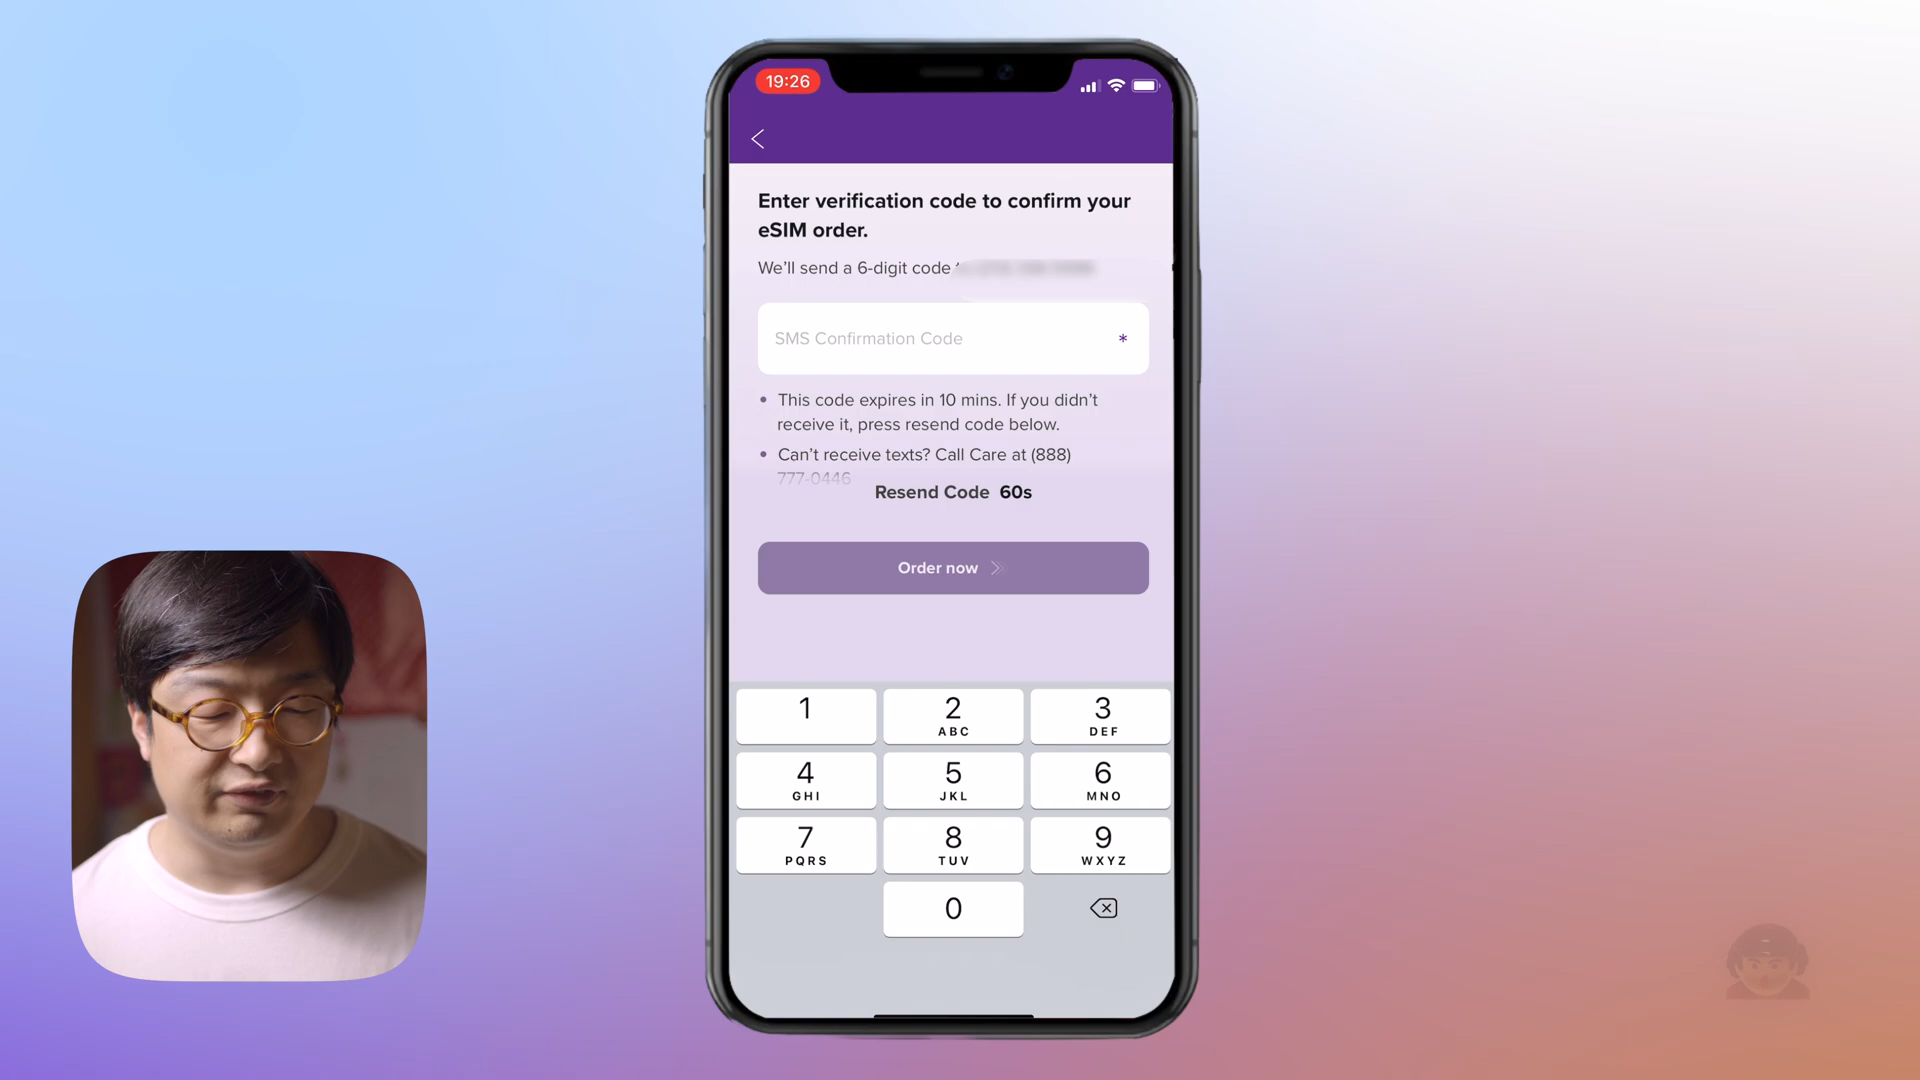 19:26
Enter verification code to confirm your
eSIM order.
We'll send a 6-digit code
SMS Confirmation Code *
• This code expires in 10 mins. If you didn't
receive it, press resend code below.
• Can't receive texts? Call Care at (888)
777-0446
Resend Code 60s
Order now
1
2
3
ABC
DEF
4
5
6
GHI
JKL
MNO
7
8
9
PQRS
TUV
WXYZ
0